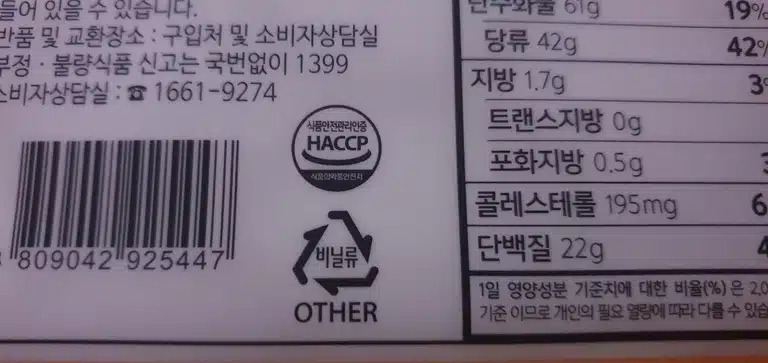 들어 있을 수 있습니다.
반품 및 교환장소 : 구입처 및 소비자상담실
부정 · 불량식품 신고는 국번없이 1399
소비자상담실 : ☎ 1661-9274
식품안전관리인증
HACCP
식품의약품안전처
809042 925447
비닐류
OTHER
탄수화물 61g 19%
당류 42g 42%
지방 1.7g 3
트랜스지방 0g
포화지방 0.5g 3
콜레스테롤 195mg 6
단백질 22g 4
1일 영양성분 기준치에 대한 비율(%) 은 2,0
기준 이므로 개인의 필요 열량에 따라 다를 수 있습